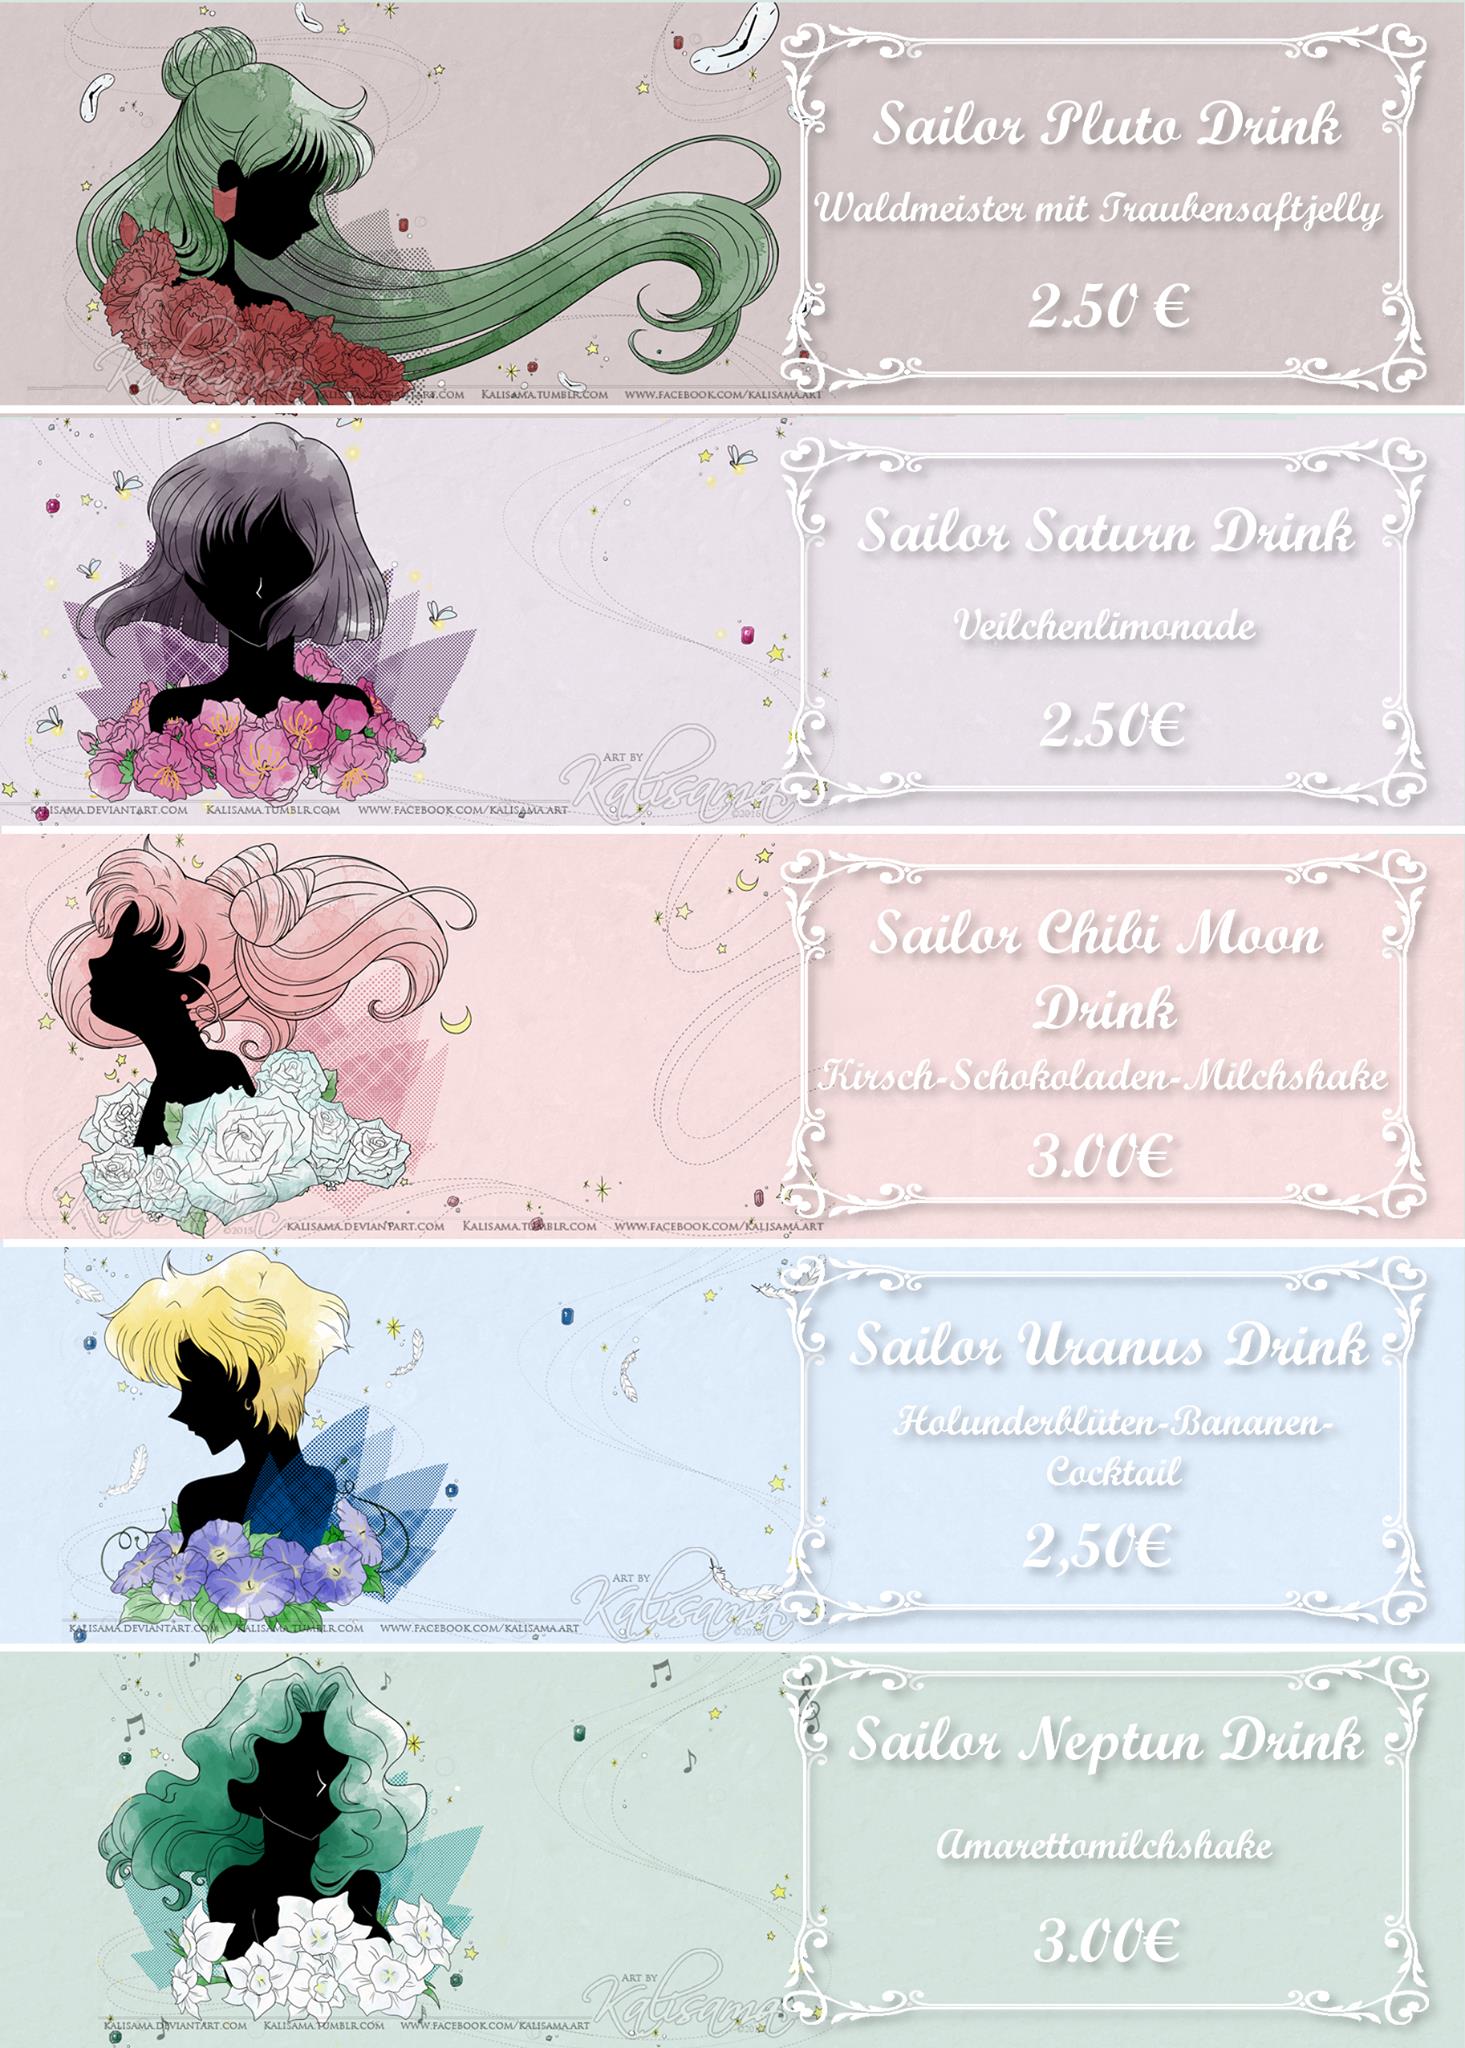 Sailor Pluto Drink
Waldmeister mit Traubensaftjelly
2.50 €
Kalisama
KALISAMA.TUMBLR.COM WWW.FACEBOOK.COM/KALISAMA.ART
Sailor Saturn Drink
Veilchenlimonade
2.50€
ART BY
Kalisama
KALISAMA.DEVIANTART.COM KALISAMA.TUMBLR.COM WWW.FACEBOOK.COM/KALISAMA.ART
©2016
Sailor Chibi Moon
Drink
Kirsch-Schokoladen-Milchshake
3.00€
Kalisama
©2015
KALISAMA.DEVIANTART.COM KALISAMA.TUMBLR.COM WWW.FACEBOOK.COM/KALISAMA.ART
Sailor Uranus Drink
Holunderblüten-Bananen-
Cocktail
2,50€
ART BY
Kalisama
KALISAMA.DEVIANTART.COM KALISAMA.TUMBLR.COM WWW.FACEBOOK.COM/KALISAMA.ART
Sailor Neptun Drink
Amarettomilchshake
3.00€
ART BY
Kalisama
KALISAMA.DEVIANTART.COM KALISAMA.TUMBLR.COM WWW.FACEBOOK.COM/KALISAMA.ART